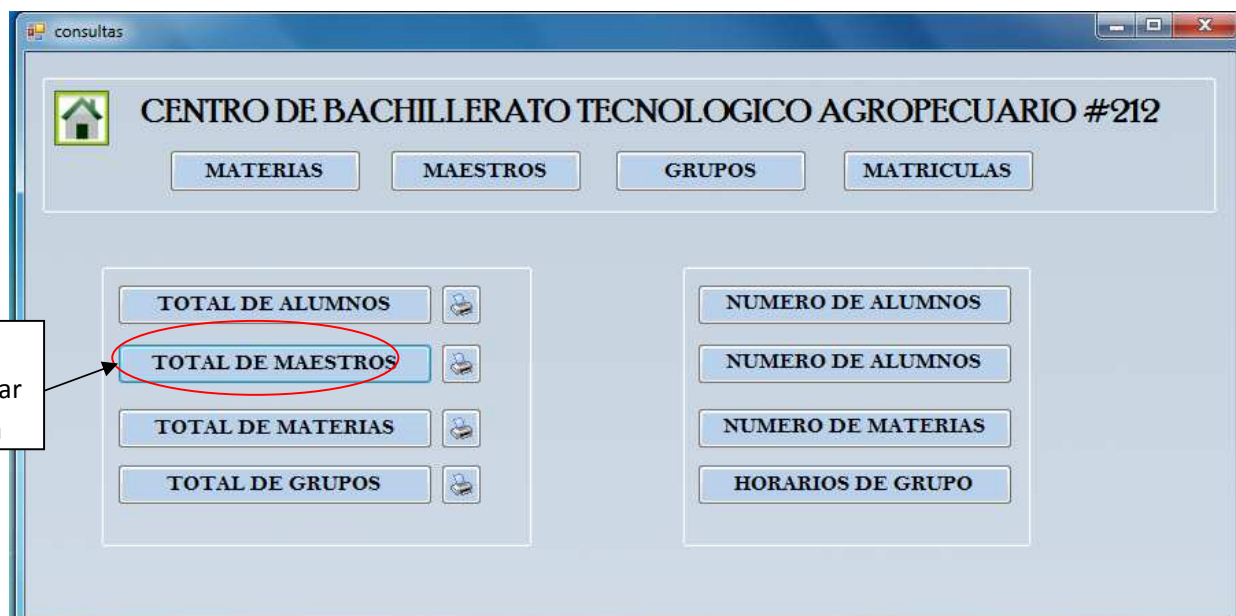 consultas
CENTRO DE BACHILLERATO TECNOLOGICO AGROPECUARIO #212
MATERIAS MAESTROS GRUPOS MATRICULAS
TOTAL DE ALUMNOS
TOTAL DE MAESTROS
TOTAL DE MATERIAS
TOTAL DE GRUPOS
NUMERO DE ALUMNOS
NUMERO DE ALUMNOS
NUMERO DE MATERIAS
HORARIOS DE GRUPO
ar